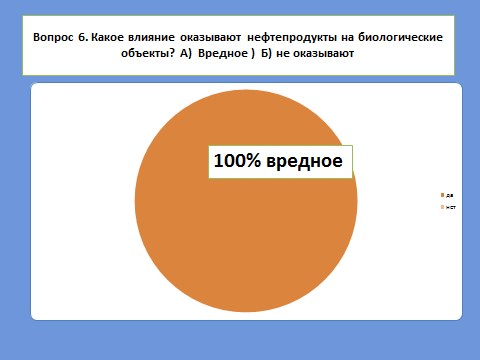 Вопрос 6. Какое влияние оказывают нефтепродукты на биологические
объекты? А) Вредное ) Б) не оказывают
100% вредное
да
нет